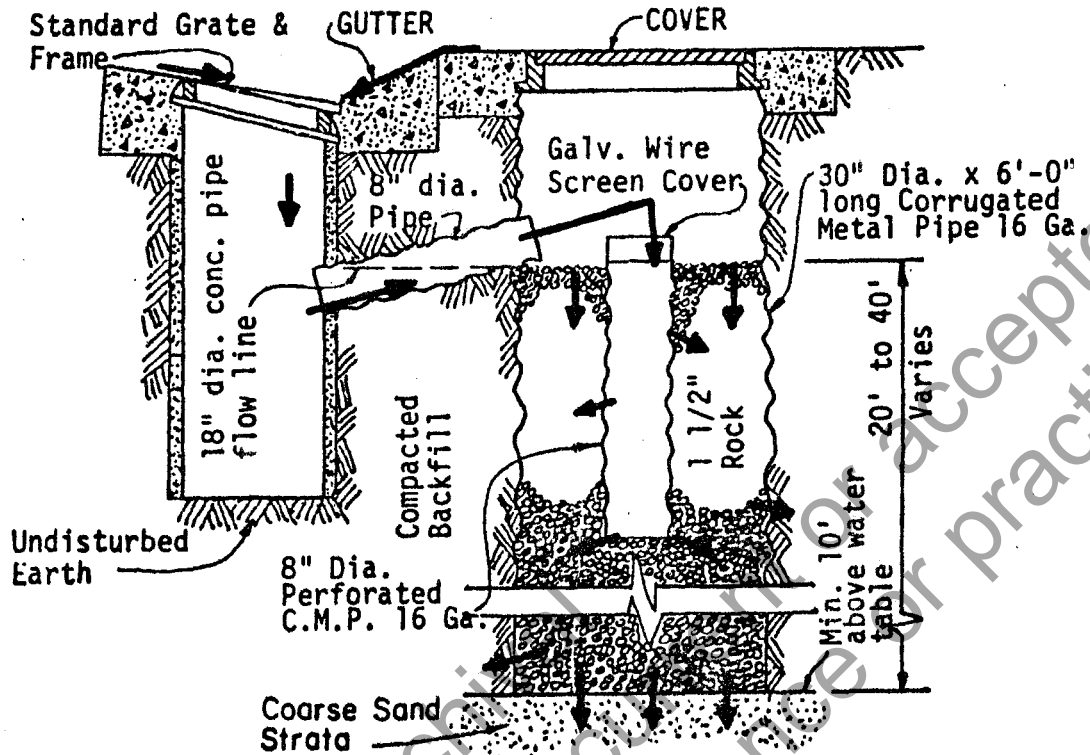 Standard Grate &
Frame
GUTTER
COVER
8" dia.
Pipe
Galv. Wire
Screen Cover
30" Dia. x 6'-0"
long Corrugated
Metal Pipe 16 Ga.
18" dia. conc. pipe
flow line
Compacted
Backfill
1 1/2"
Rock
20' to 40'
Varies
Undisturbed
Earth
8" Dia.
Perforated
C.M.P. 16 Ga.
Min. 10'
above water
table
Coarse Sand
Strata